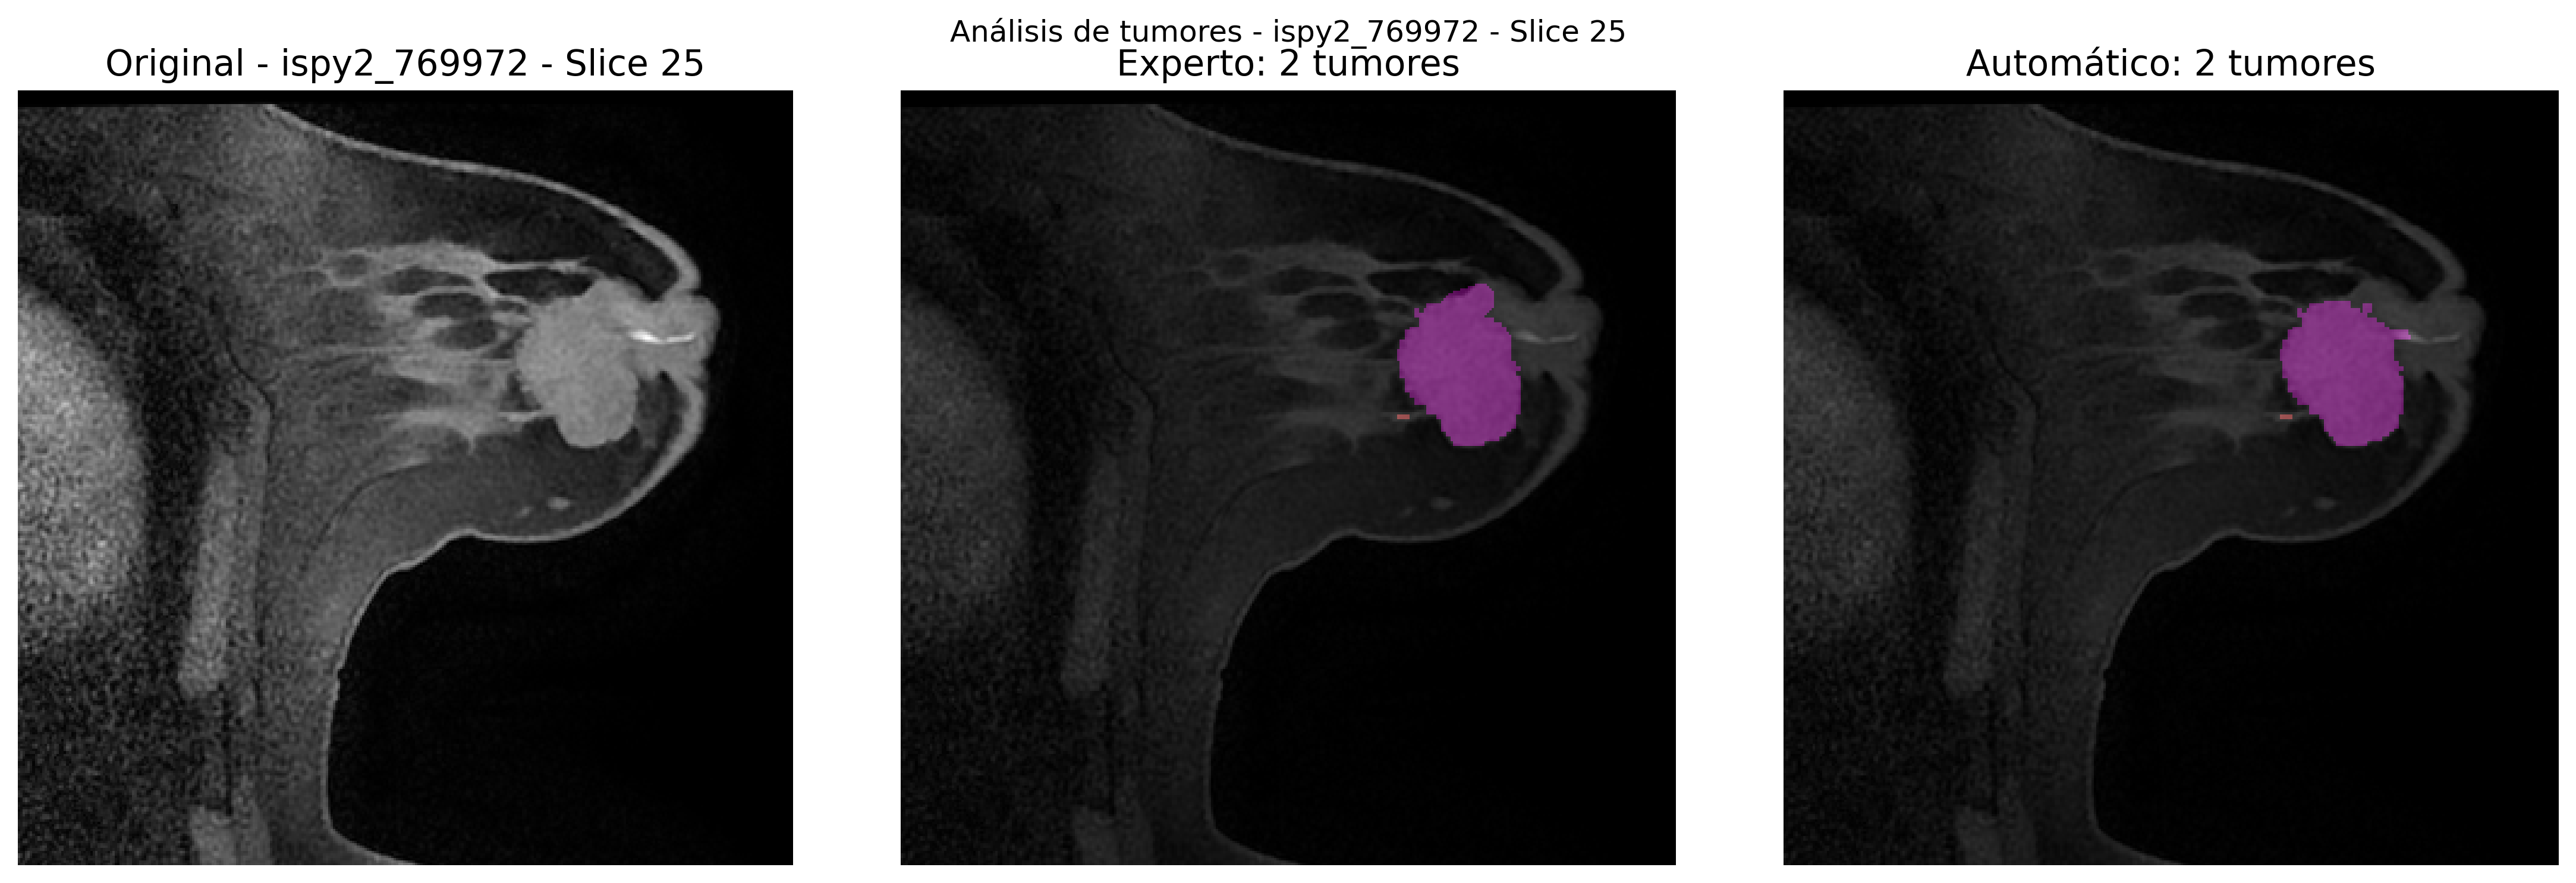 Análisis de tumores - ispy2_769972 - Slice 25
Original - ispy2_769972 - Slice 25
Experto: 2 tumores
Automático: 2 tumores